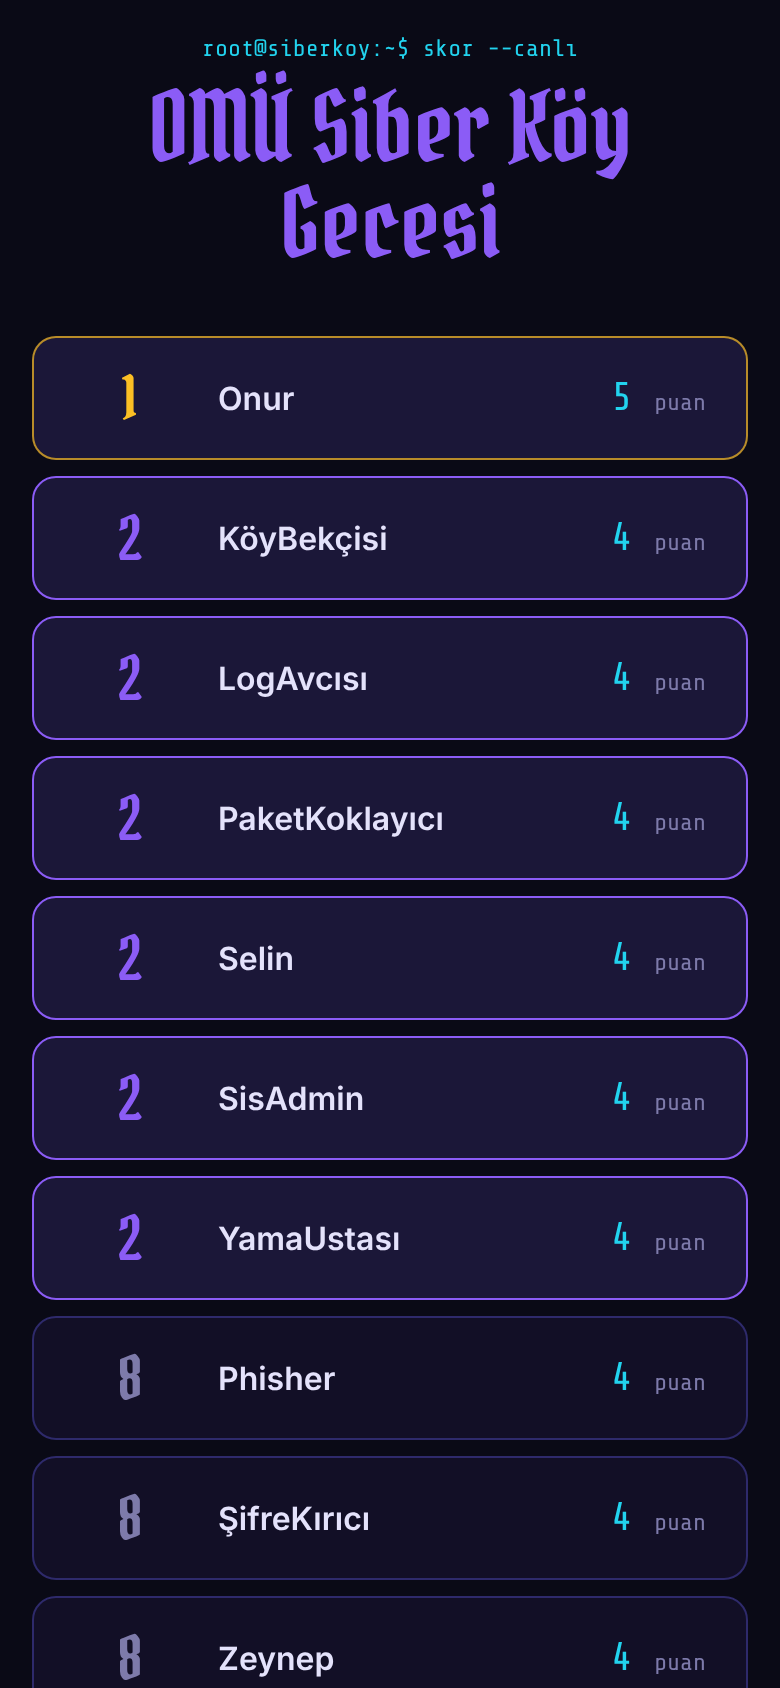 root@siberkoy:~$ skor --canlı
OMÜ Siber Köy
Gecesi
1 Onur 5 puan
2 KöyBekçisi 4 puan
2 LogAvcısı 4 puan
2 PaketKoklayıcı 4 puan
2 Selin 4 puan
2 SisAdmin 4 puan
2 YamaUstası 4 puan
8 Phisher 4 puan
8 ŞifreKırıcı 4 puan
8 Zeynep 4 puan